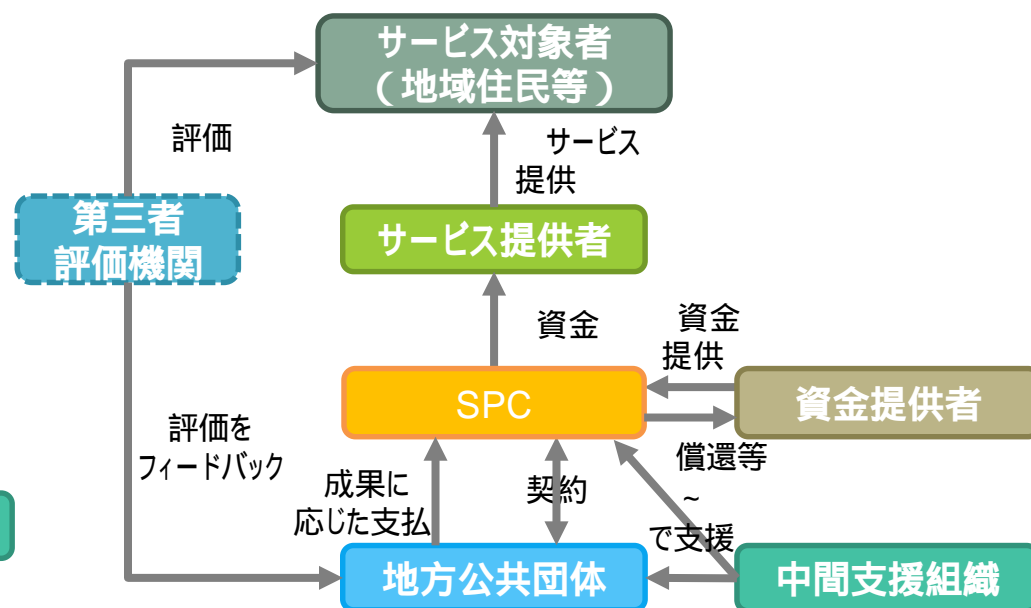 サービス対象者
（地域住民等）
評価
サービス
提供
第三者
評価機関
サービス提供者
資金
資金
提供
SPC
資金提供者
評価を
フィードバック
償還等
成果に
応じた支払
契約
~
で支援
地方公共団体
中間支援組織